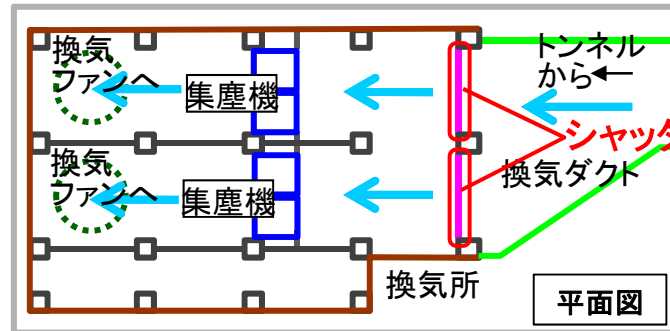 換気
ファンへ
集塵機
トンネル
から
シャッタ
換気
ファンへ
集塵機
換気ダクト
換気所
平面図